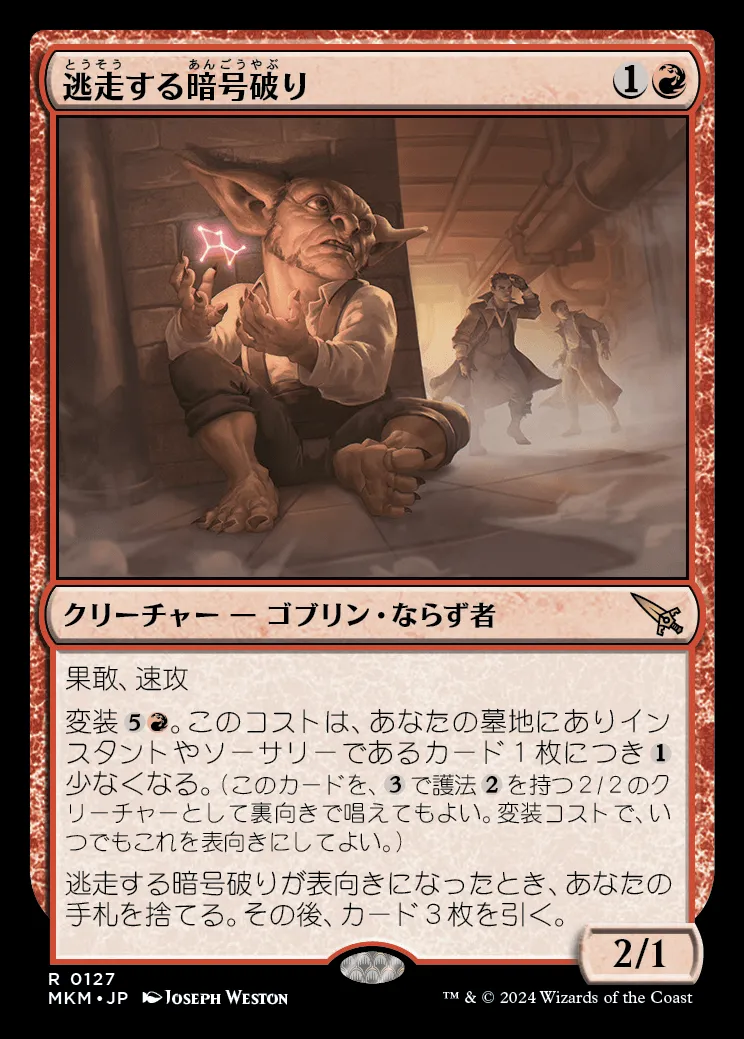 とうそう あんごうやぶ
逃走する暗号破り 1
クリーチャー — ゴブリン・ならず者
果敢、速攻
変装 5。このコストは、あなたの墓地にありイン
スタントやソーサリーであるカード1枚につき 1
少なくなる。（このカードを、3 で護法 2 を持つ2/2のク
リーチャーとして裏向きで唱えてもよい。変装コストで、い
つでもこれを表向きにしてよい。）
逃走する暗号破りが表向きになったとき、あなたの
手札を捨てる。その後、カード3枚を引く。
2/1
R 0127
MKM • JP Joseph Weston
™ & © 2024 Wizards of the Coast